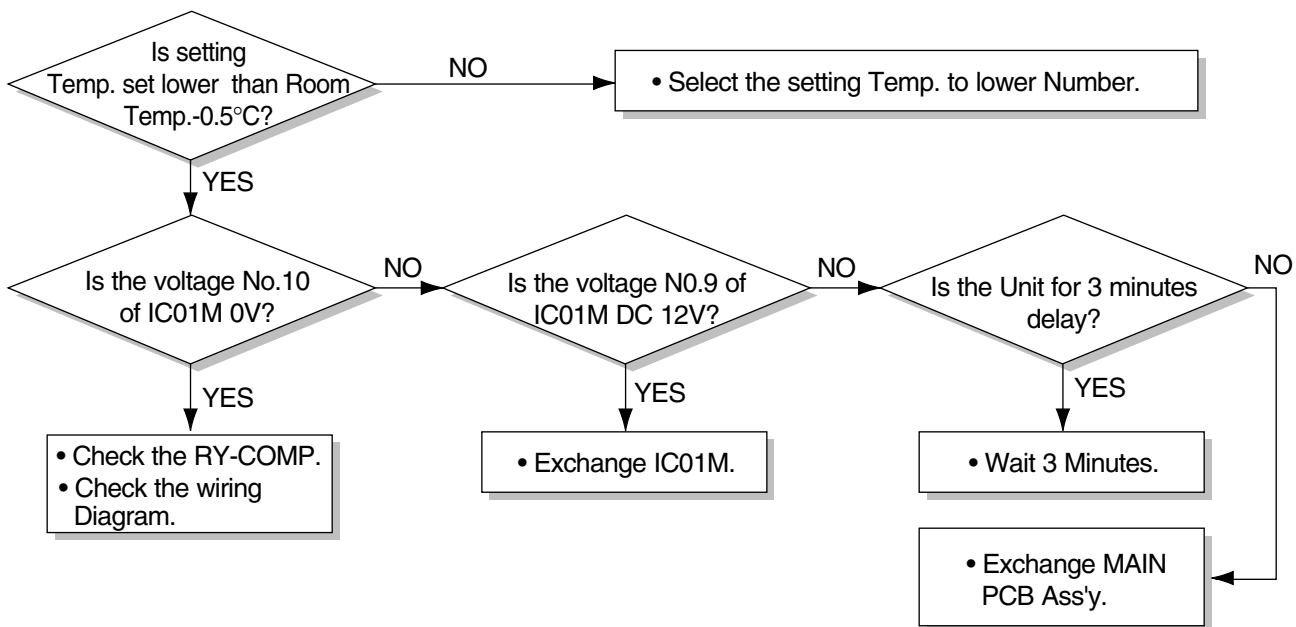 Is setting
Temp. set lower than Room
Temp.-0.5°C?
NO
• Select the setting Temp. to lower Number.
YES
Is the voltage No.10
of IC01M 0V?
NO
Is the voltage N0.9 of
IC01M DC 12V?
NO
Is the Unit for 3 minutes
delay?
NO
YES
• Check the RY-COMP.
• Check the wiring
Diagram.
YES
• Exchange IC01M.
YES
• Wait 3 Minutes.
• Exchange MAIN
PCB Ass'y.